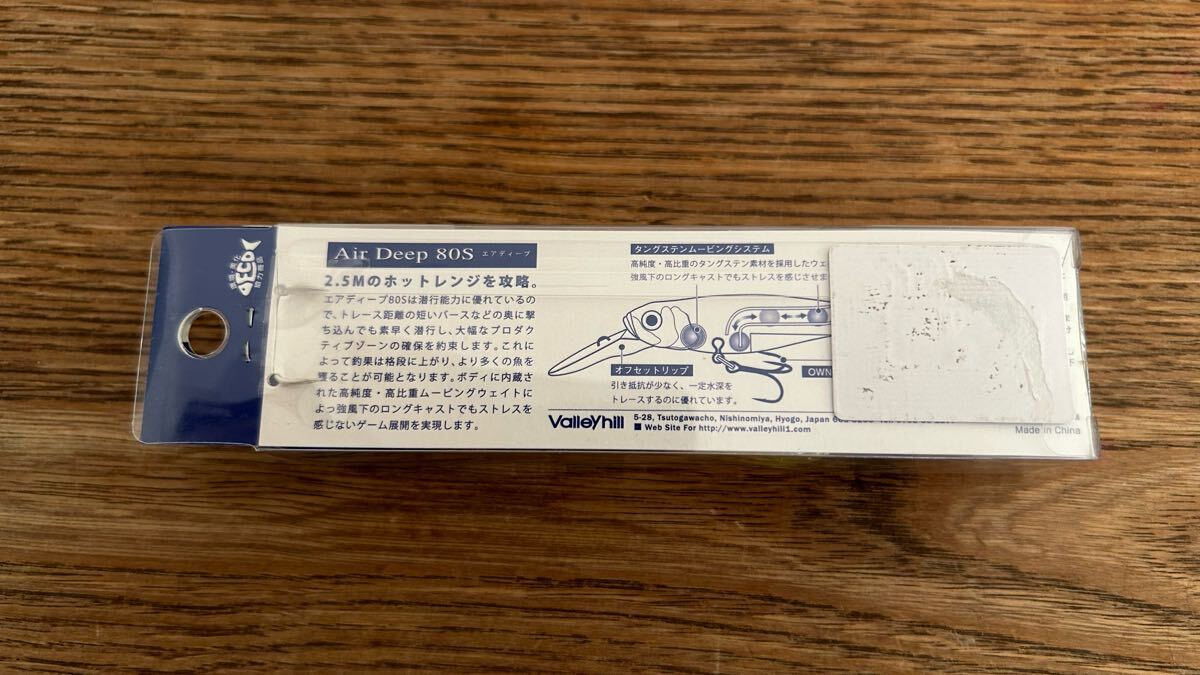 環境・変化
ECO
助力商品
Air Deep 80S エアディープ
2.5Mのホットレンジを攻略。
エアディープ80Sは潜行能力に優れているの
で、トレース距離の短いバースなどの奥に撃
ち込んでも素早く潜行し、大幅なプロダク
ティブゾーンの確保を約束します。これに
よって釣果は格段に上がり、より多くの魚を
獲ることが可能となります。ボディに内蔵さ
れた高純度・高比重ムービングウェイトに
よっ強風下のロングキャストでもストレスを
感じないゲーム展開を実現します。
タングステンムービングシステム
高純度・高比重のタングステン素材を採用したウェ
強風下のロングキャストでもストレスを感じさせま
オフセットリップ
引き抵抗が少なく、一定水深を
トレースするのに優れています。
OWN
Valleyhill
5-28, Tsutogawacho, Nishinomiya, Hyogo, Japan
■ Web Site For http://www.valleyhill1.com
Made in China